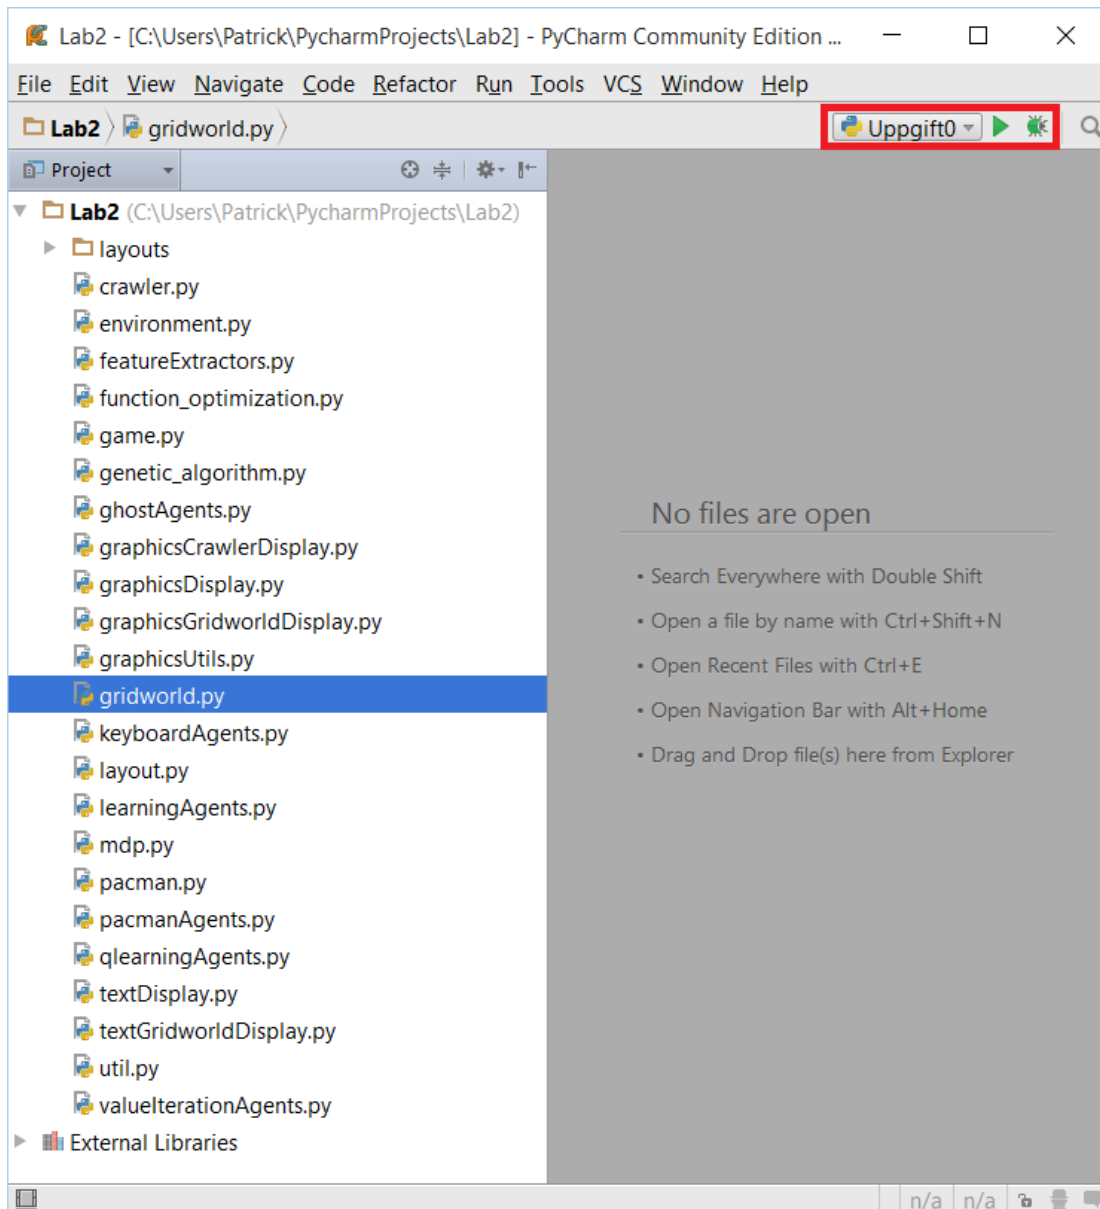 Lab2 - [C:\Users\Patrick\PycharmProjects\Lab2] - PyCharm Community Edition ...
File Edit View Navigate Code Refactor Run Tools VCS Window Help
Lab2 gridworld.py Uppgift0
Project
Lab2 (C:\Users\Patrick\PycharmProjects\Lab2)
layouts
crawler.py
environment.py
featureExtractors.py
function_optimization.py
game.py
genetic_algorithm.py
ghostAgents.py
graphicsCrawlerDisplay.py
graphicsDisplay.py
graphicsGridworldDisplay.py
graphicsUtils.py
gridworld.py
keyboardAgents.py
layout.py
learningAgents.py
mdp.py
pacman.py
pacmanAgents.py
qlearningAgents.py
textDisplay.py
textGridworldDisplay.py
util.py
valueIterationAgents.py
External Libraries
No files are open
• Search Everywhere with Double Shift
• Open a file by name with Ctrl+Shift+N
• Open Recent Files with Ctrl+E
• Open Navigation Bar with Alt+Home
• Drag and Drop file(s) here from Explorer
n/a n/a